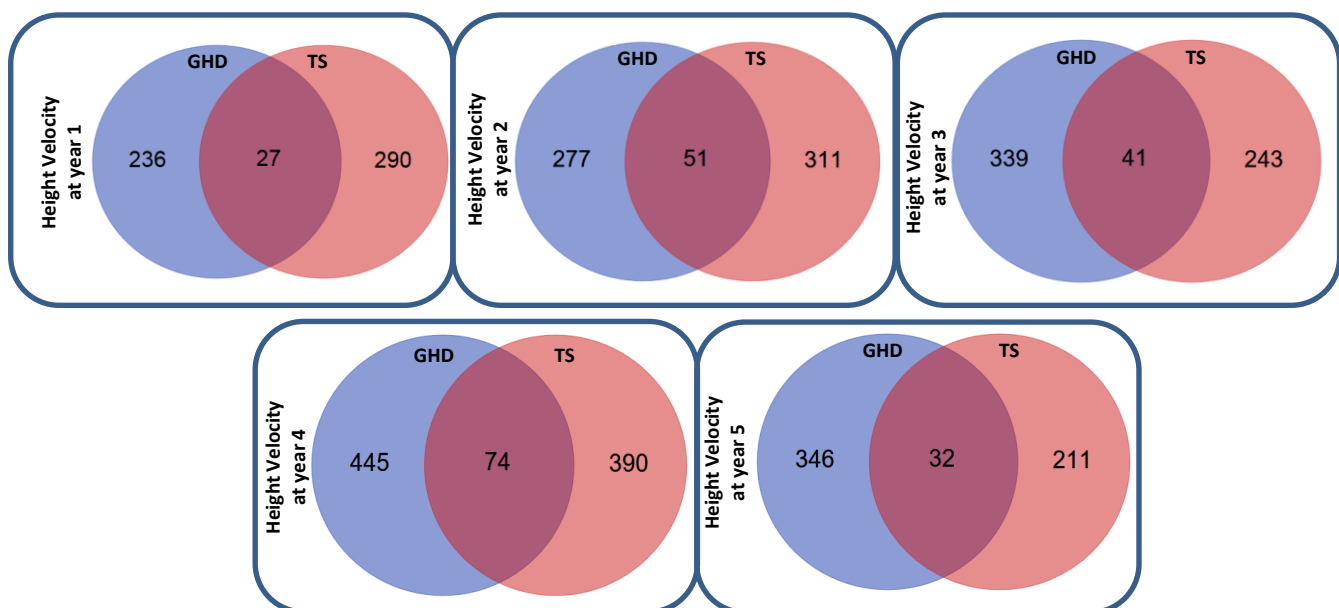 Height Velocity
at year 1
GHD
TS
236
27
290
Height Velocity
at year 2
GHD
TS
277
51
311
Height Velocity
at year 3
GHD
TS
339
41
243
Height Velocity
at year 4
GHD
TS
445
74
390
Height Velocity
at year 5
GHD
TS
346
32
211